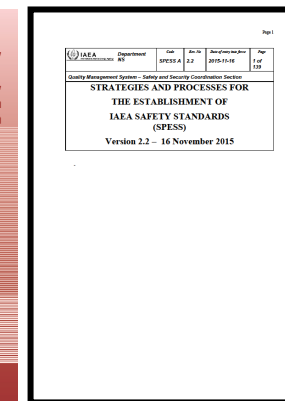 Page 1
IAEA
Department
NS
Code
SPESS A
Rev. No
2.2
Date of entry into force
2015-11-16
Page
1 of
139
Quality Management System – Safety and Security Coordination Section
STRATEGIES AND PROCESSES FOR
THE ESTABLISHMENT OF
IAEA SAFETY STANDARDS
(SPESS)
Version 2.2 – 16 November 2015